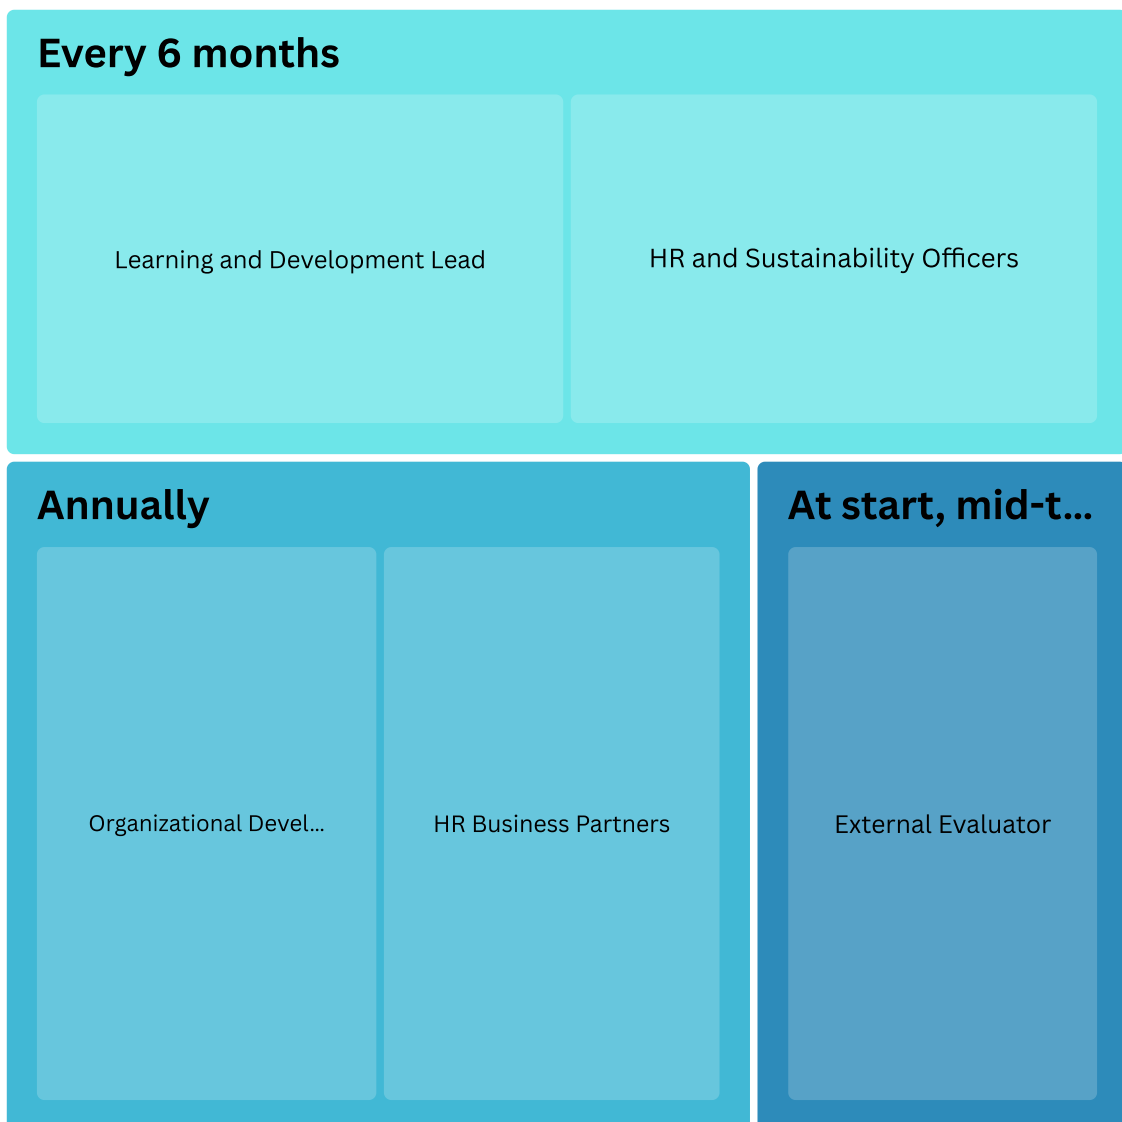 Every 6 months
Learning and Development Lead
HR and Sustainability Officers
Annually
Organizational Devel...
HR Business Partners
At start, mid-t...
External Evaluator